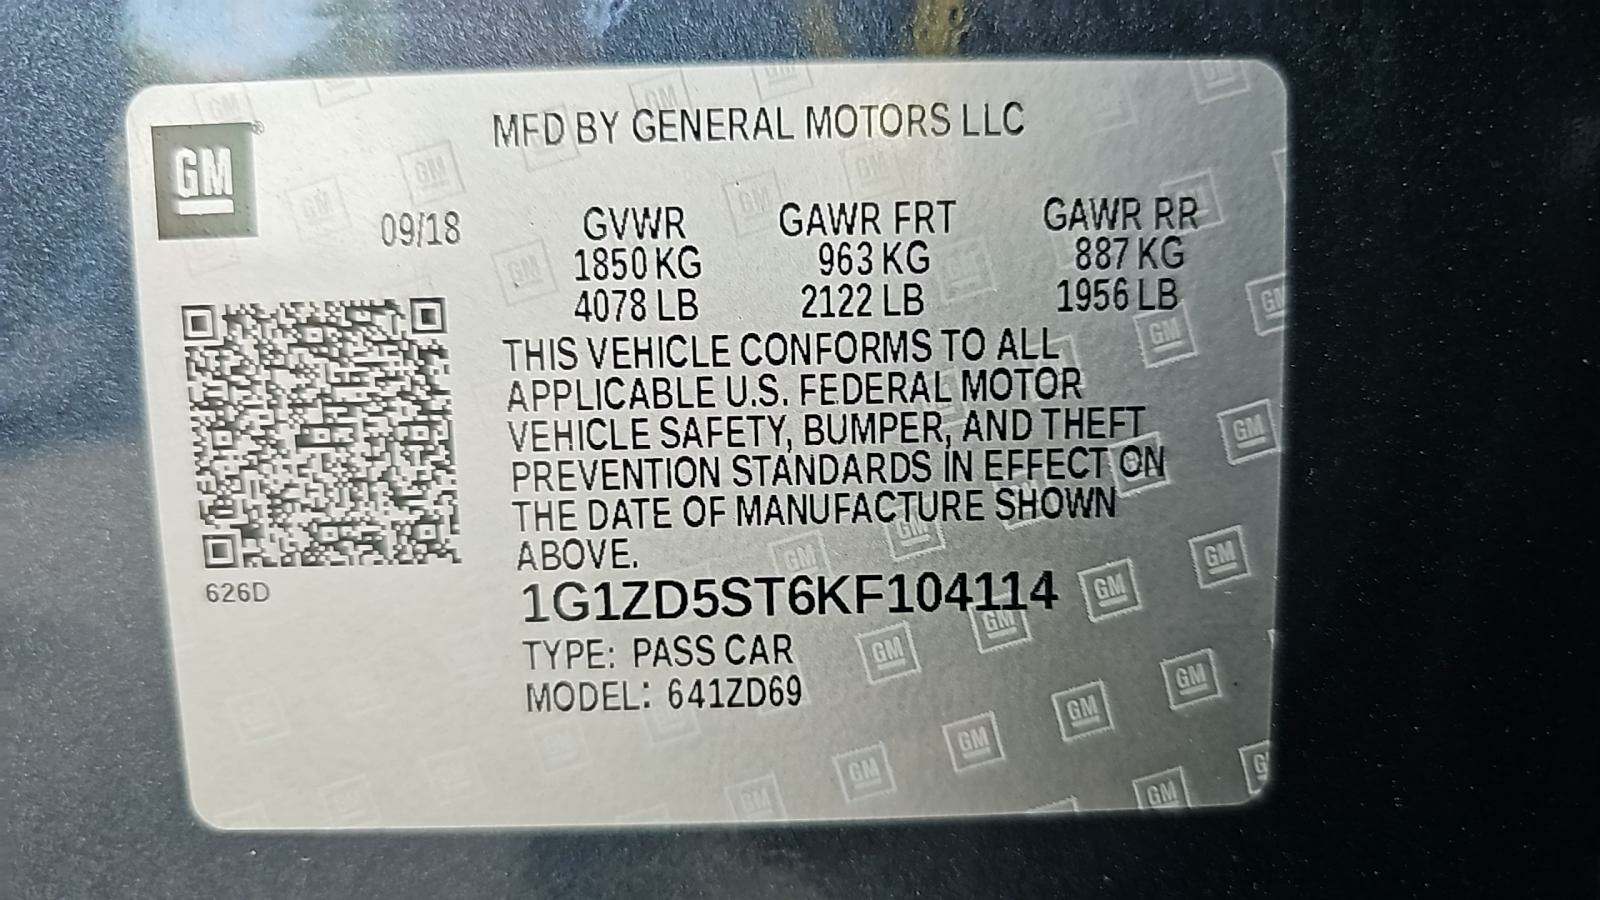 MFD BY GENERAL MOTORS LLC
GM®
09/18
GVWR GAWR FRT GAWR RR
1850 KG 963 KG 887 KG
4078 LB 2122 LB 1956 LB
THIS VEHICLE CONFORMS TO ALL
APPLICABLE U.S. FEDERAL MOTOR
VEHICLE SAFETY, BUMPER, AND THEFT
PREVENTION STANDARDS IN EFFECT ON
THE DATE OF MANUFACTURE SHOWN
ABOVE.
626D
1G1ZD5ST6KF104114
TYPE: PASS CAR
MODEL: 641ZD69